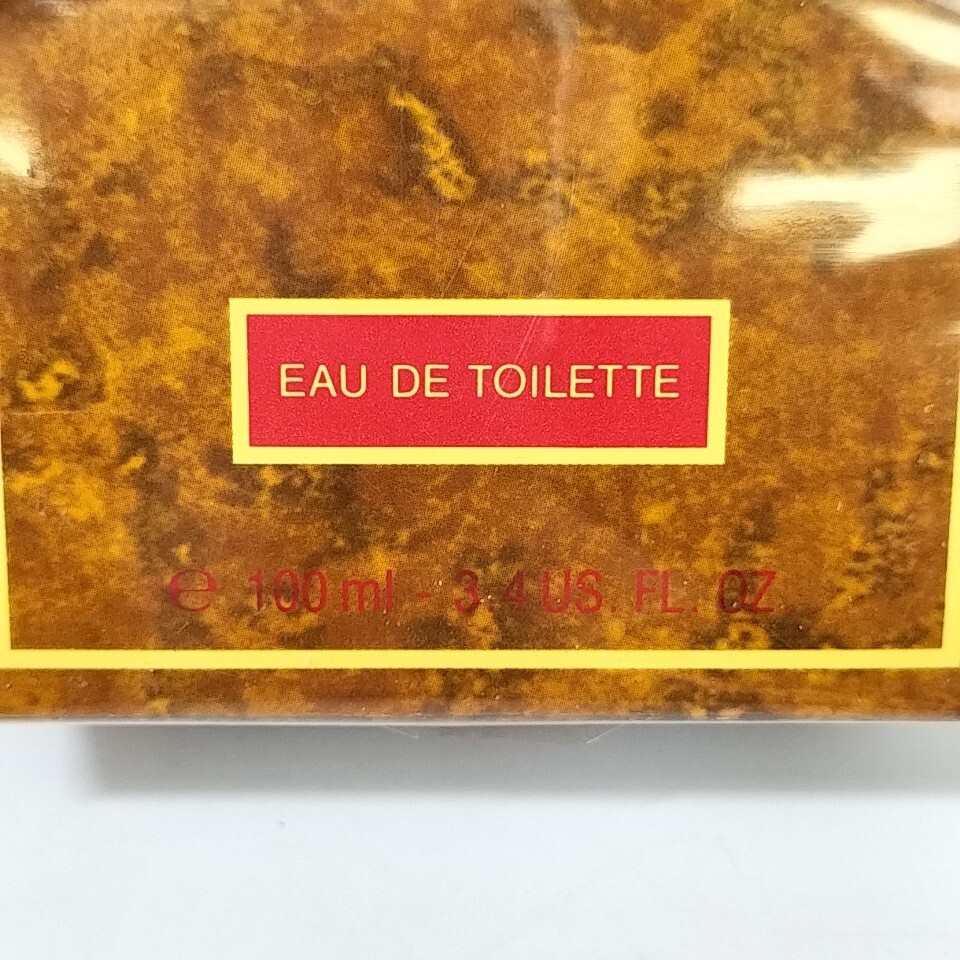 EAU DE TOILETTE
℮ 100 ml - 3.4 US. FL. OZ.